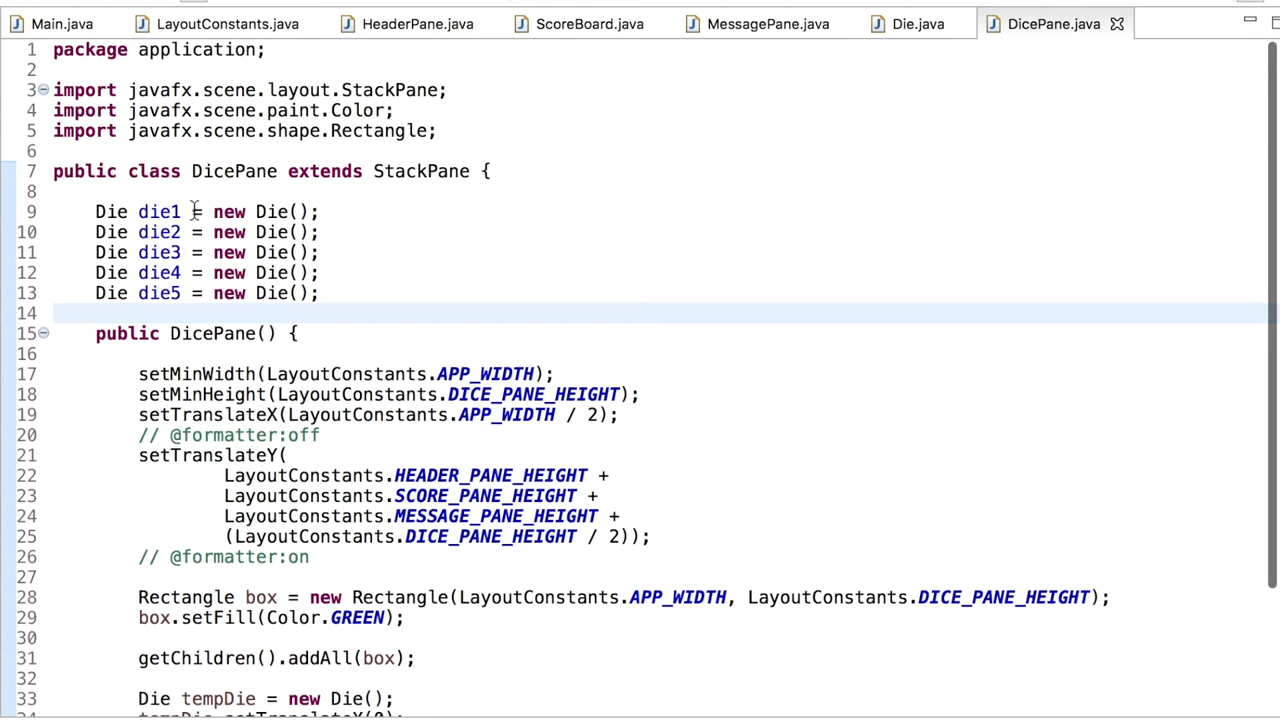 Main.java LayoutConstants.java HeaderPane.java ScoreBoard.java MessagePane.java Die.java DicePane.java
1 package application;
2
3 import javafx.scene.layout.StackPane;
4 import javafx.scene.paint.Color;
5 import javafx.scene.shape.Rectangle;
6
7 public class DicePane extends StackPane {
8
9 Die die1 = new Die();
10 Die die2 = new Die();
11 Die die3 = new Die();
12 Die die4 = new Die();
13 Die die5 = new Die();
14
15 public DicePane() {
16
17 setMinWidth(LayoutConstants.APP_WIDTH);
18 setMinHeight(LayoutConstants.DICE_PANE_HEIGHT);
19 setTranslateX(LayoutConstants.APP_WIDTH / 2);
20 // @formatter:off
21 setTranslateY(
22 LayoutConstants.HEADER_PANE_HEIGHT +
23 LayoutConstants.SCORE_PANE_HEIGHT +
24 LayoutConstants.MESSAGE_PANE_HEIGHT +
25 (LayoutConstants.DICE_PANE_HEIGHT / 2));
26 // @formatter:on
27
28 Rectangle box = new Rectangle(LayoutConstants.APP_WIDTH, LayoutConstants.DICE_PANE_HEIGHT);
29 box.setFill(Color.GREEN);
30
31 getChildren().addAll(box);
32
33 Die tempDie = new Die();